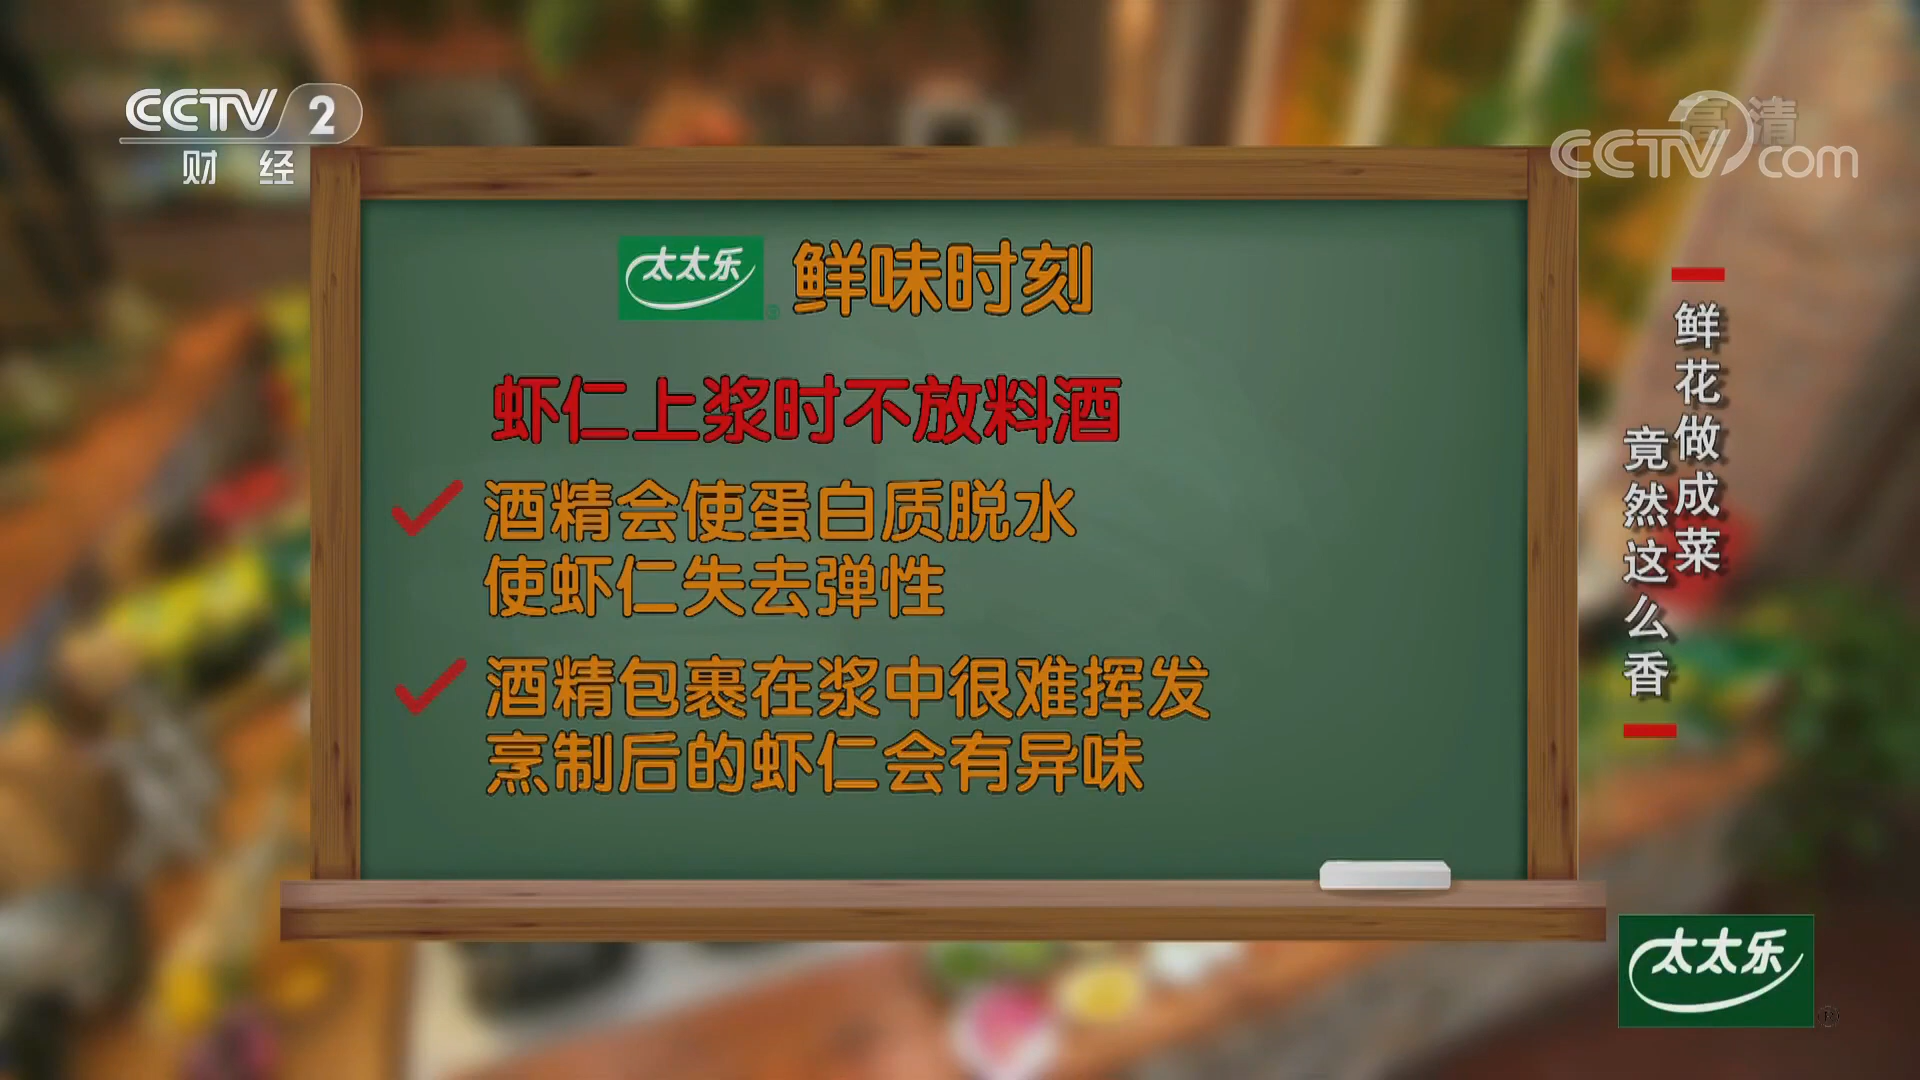 CCTV 2
财 经
高清
CCTV com
太太乐 鲜味时刻
虾仁上浆时不放料酒
酒精会使蛋白质脱水
使虾仁失去弹性
酒精包裹在浆中很难挥发
烹制后的虾仁会有异味
鲜花做成菜
竟然这么香
太太乐